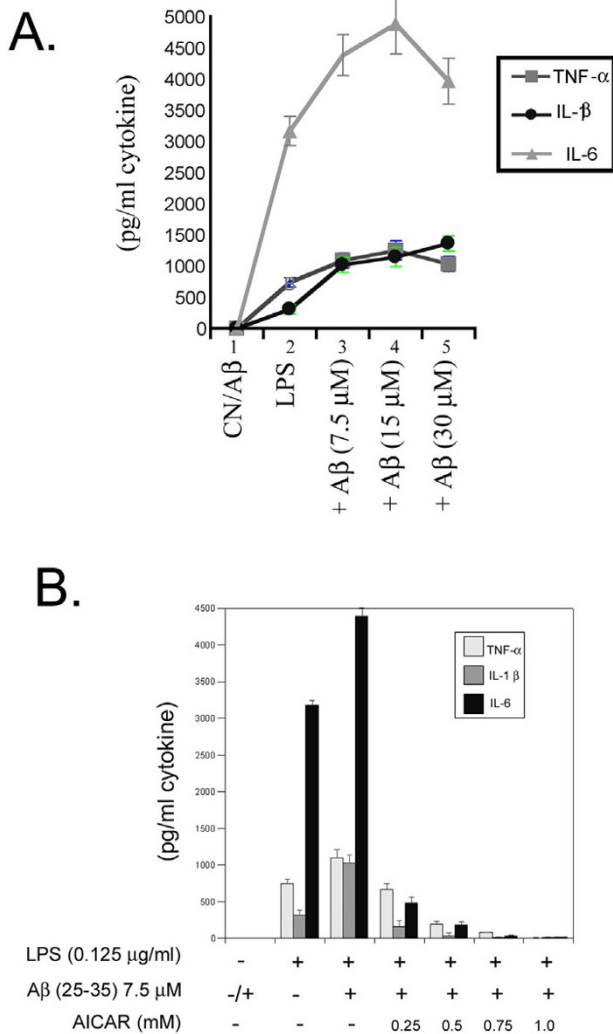 A.
5000
4500
4000
3500
3000
2500
2000
1500
1000
500
0
(pg/ml cytokine)
TNF-α
IL-β
IL-6
1 2 3 4 5
CN/Aβ
LPS
+ Aβ (7.5 μM)
+ Aβ (15 μM)
+ Aβ (30 μM)
B.
4500
4000
3500
3000
2500
2000
1500
1000
500
0
(pg/ml cytokine)
TNF-α
IL-1 β
IL-6
LPS (0.125 μg/ml) - + + + + + +
Aβ (25-35) 7.5 μM -/+ - + + + + +
AICAR (mM) - - - 0.25 0.5 0.75 1.0